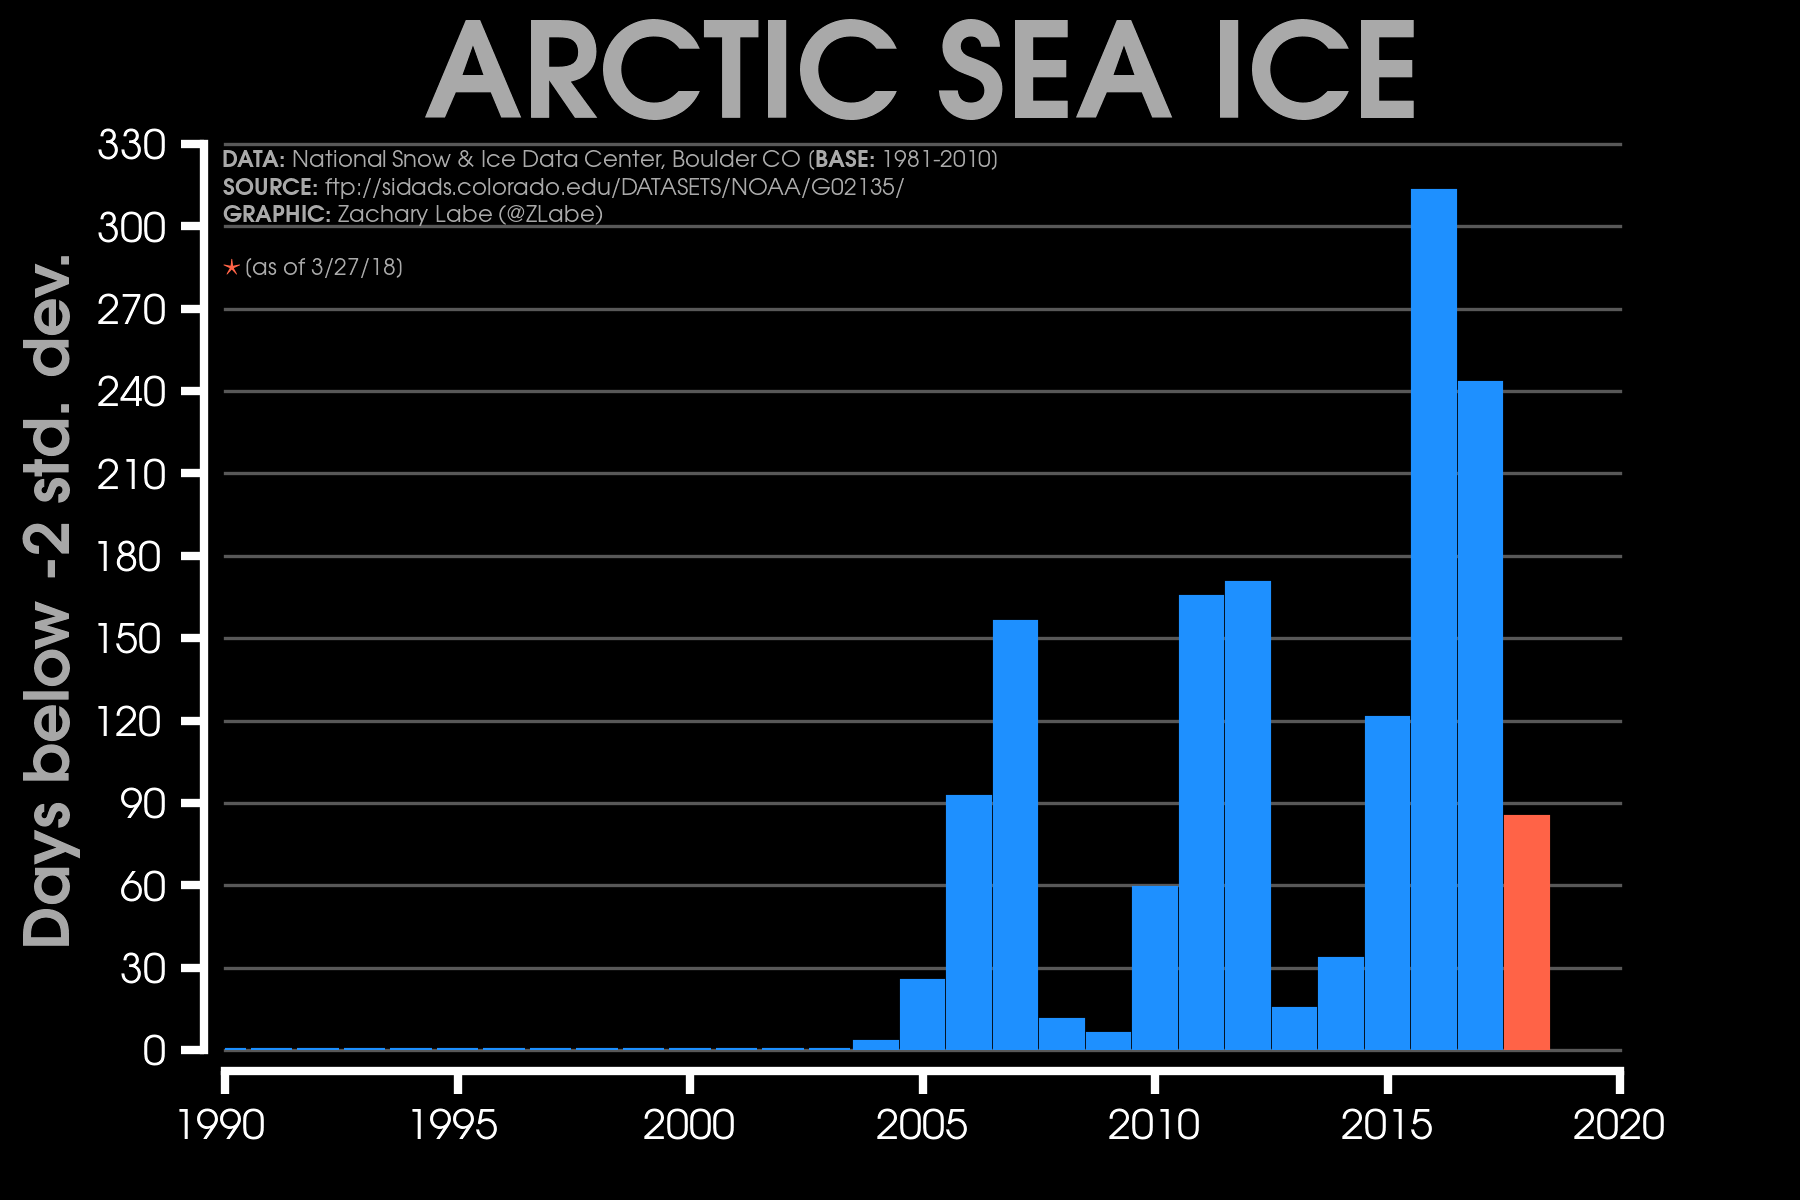 ARCTIC SEA ICE
DATA: National Snow & Ice Data Center, Boulder CO (BASE: 1981-2010)
SOURCE: ftp://sidads.colorado.edu/DATASETS/NOAA/G02135/
GRAPHIC: Zachary Labe (@ZLabe)
* (as of 3/27/18)
Days below -2 std. dev.
330
300
270
240
210
180
150
120
90
60
30
0
1990 1995 2000 2005 2010 2015 2020